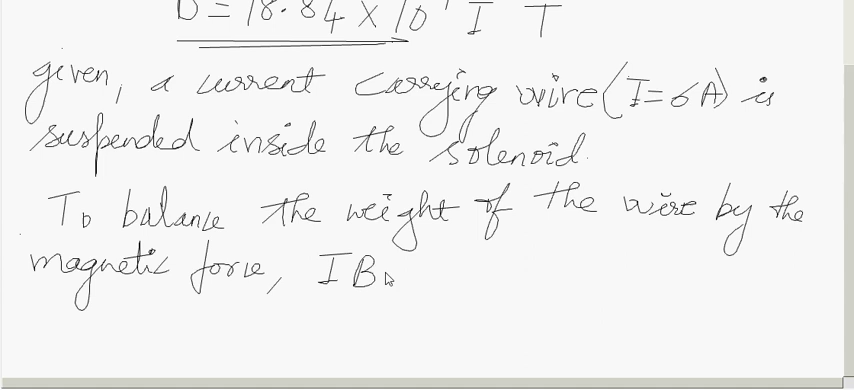 B = 18.84 × 10 I T
given, a current carrying wire (I=6A) is
suspended inside the solenoid.
To balance the weight of the wire by the
magnetic force, IB